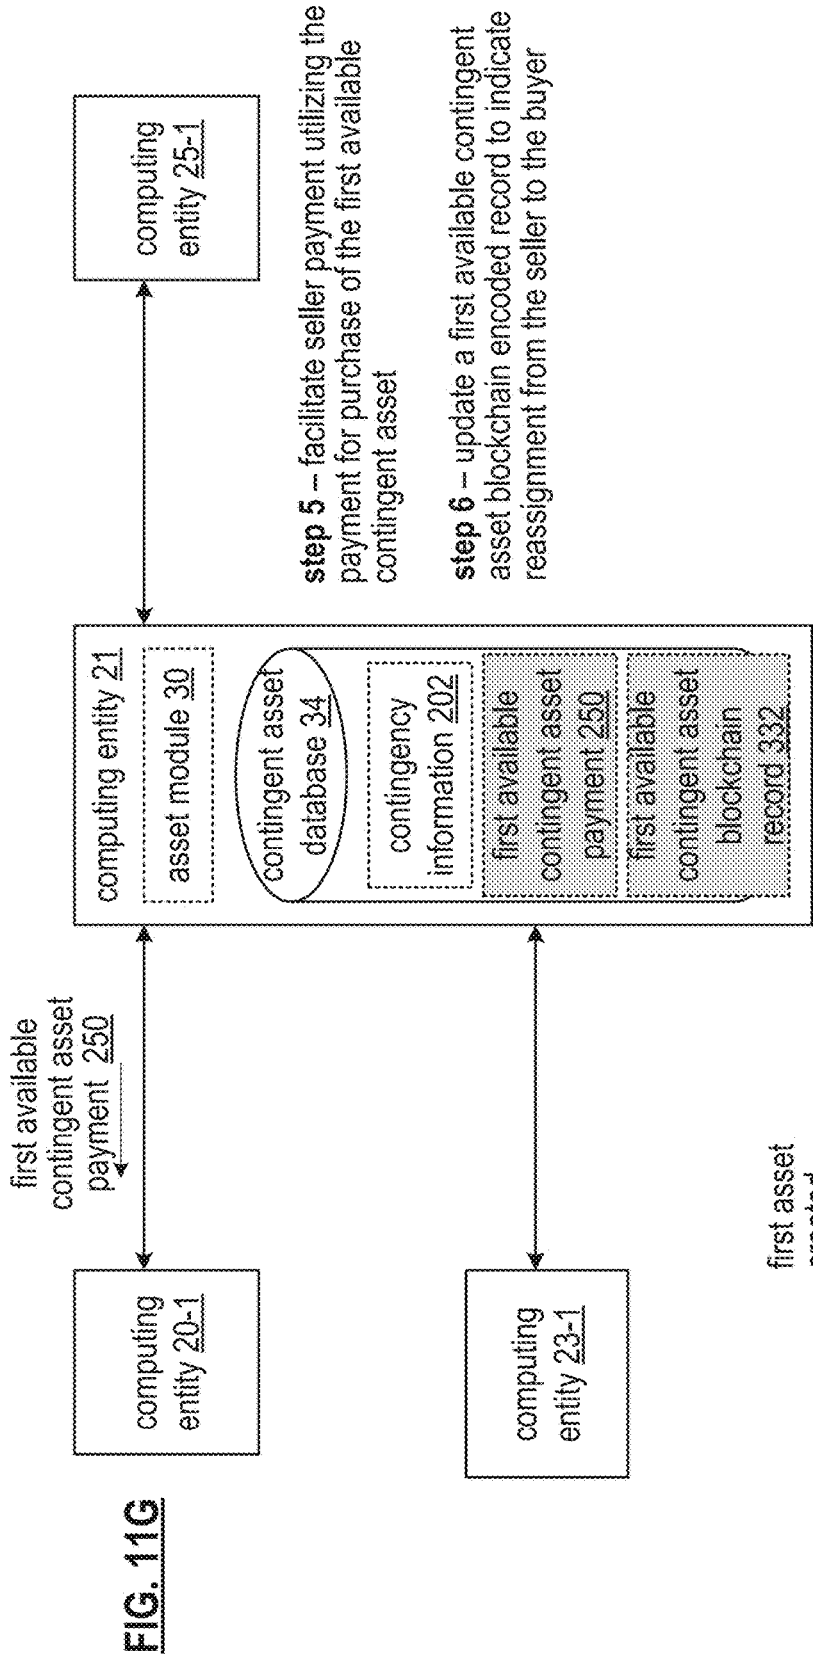 FIG. 11G
first available
contingent asset
payment 250
computing
entity 20-1
computing
entity 23-1
computing entity 21
asset module 30
contingent asset
database 34
contingency
information 202
first available
contingent asset
payment 250
first available
contingent asset
blockchain
record 332
computing
entity 25-1
step 5 – facilitate seller payment utilizing the
payment for purchase of the first available
contingent asset
step 6 – update a first available contingent
asset blockchain encoded record to indicate
reassignment from the seller to the buyer
first asset